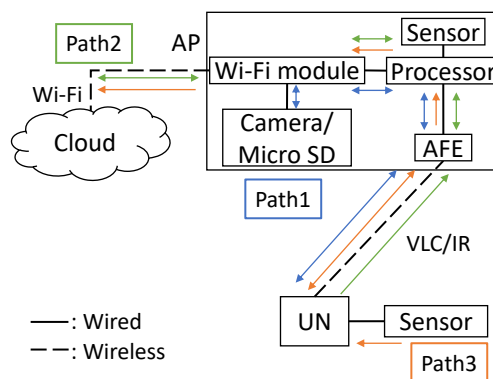 Path2
AP
Sensor
Wi-Fi module
Processor
Wi-Fi
Cloud
Camera/
Micro SD
AFE
Path1
VLC/IR
UN
Sensor
: Wired
: Wireless
Path3